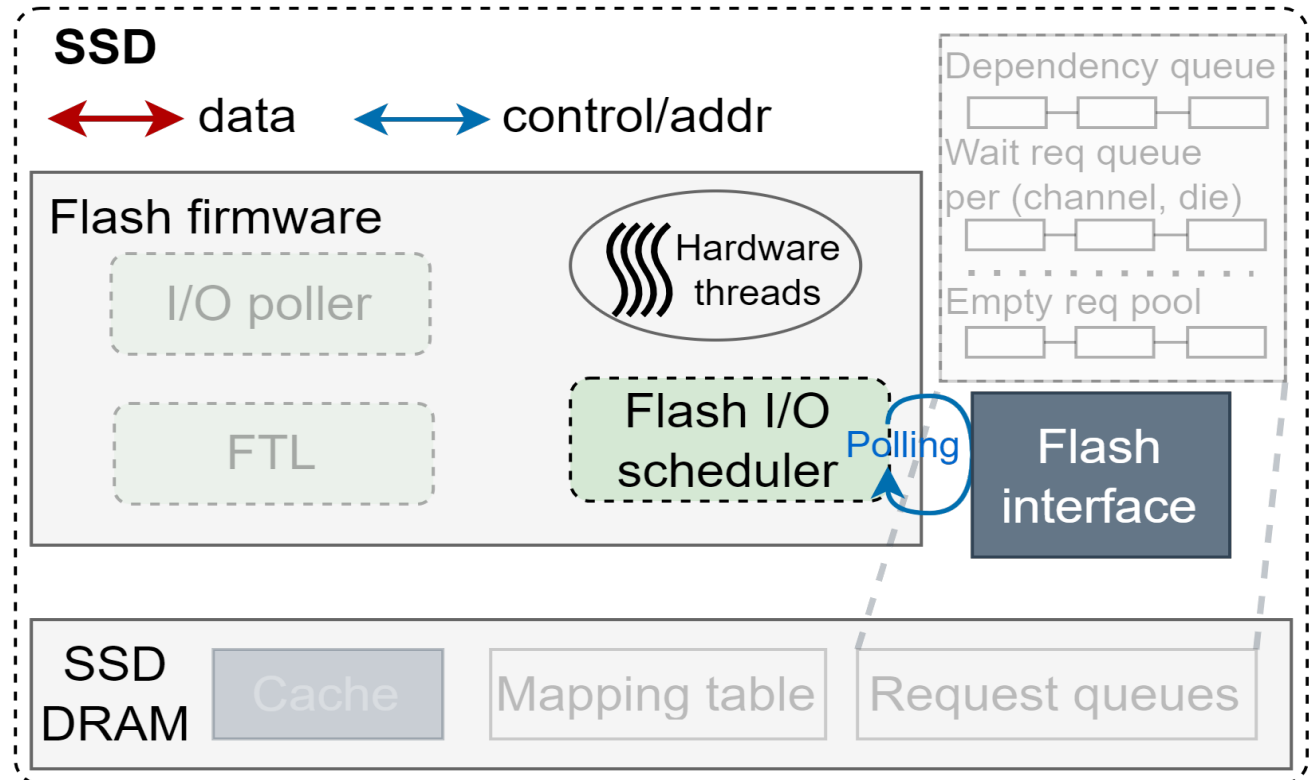 SSD
data
control/addr
Dependency queue
Wait req queue
per (channel, die)
Empty req pool
Flash firmware
Hardware
threads
I/O poller
FTL
Flash I/O
scheduler
Polling
Flash
interface
SSD
DRAM
Cache
Mapping table
Request queues